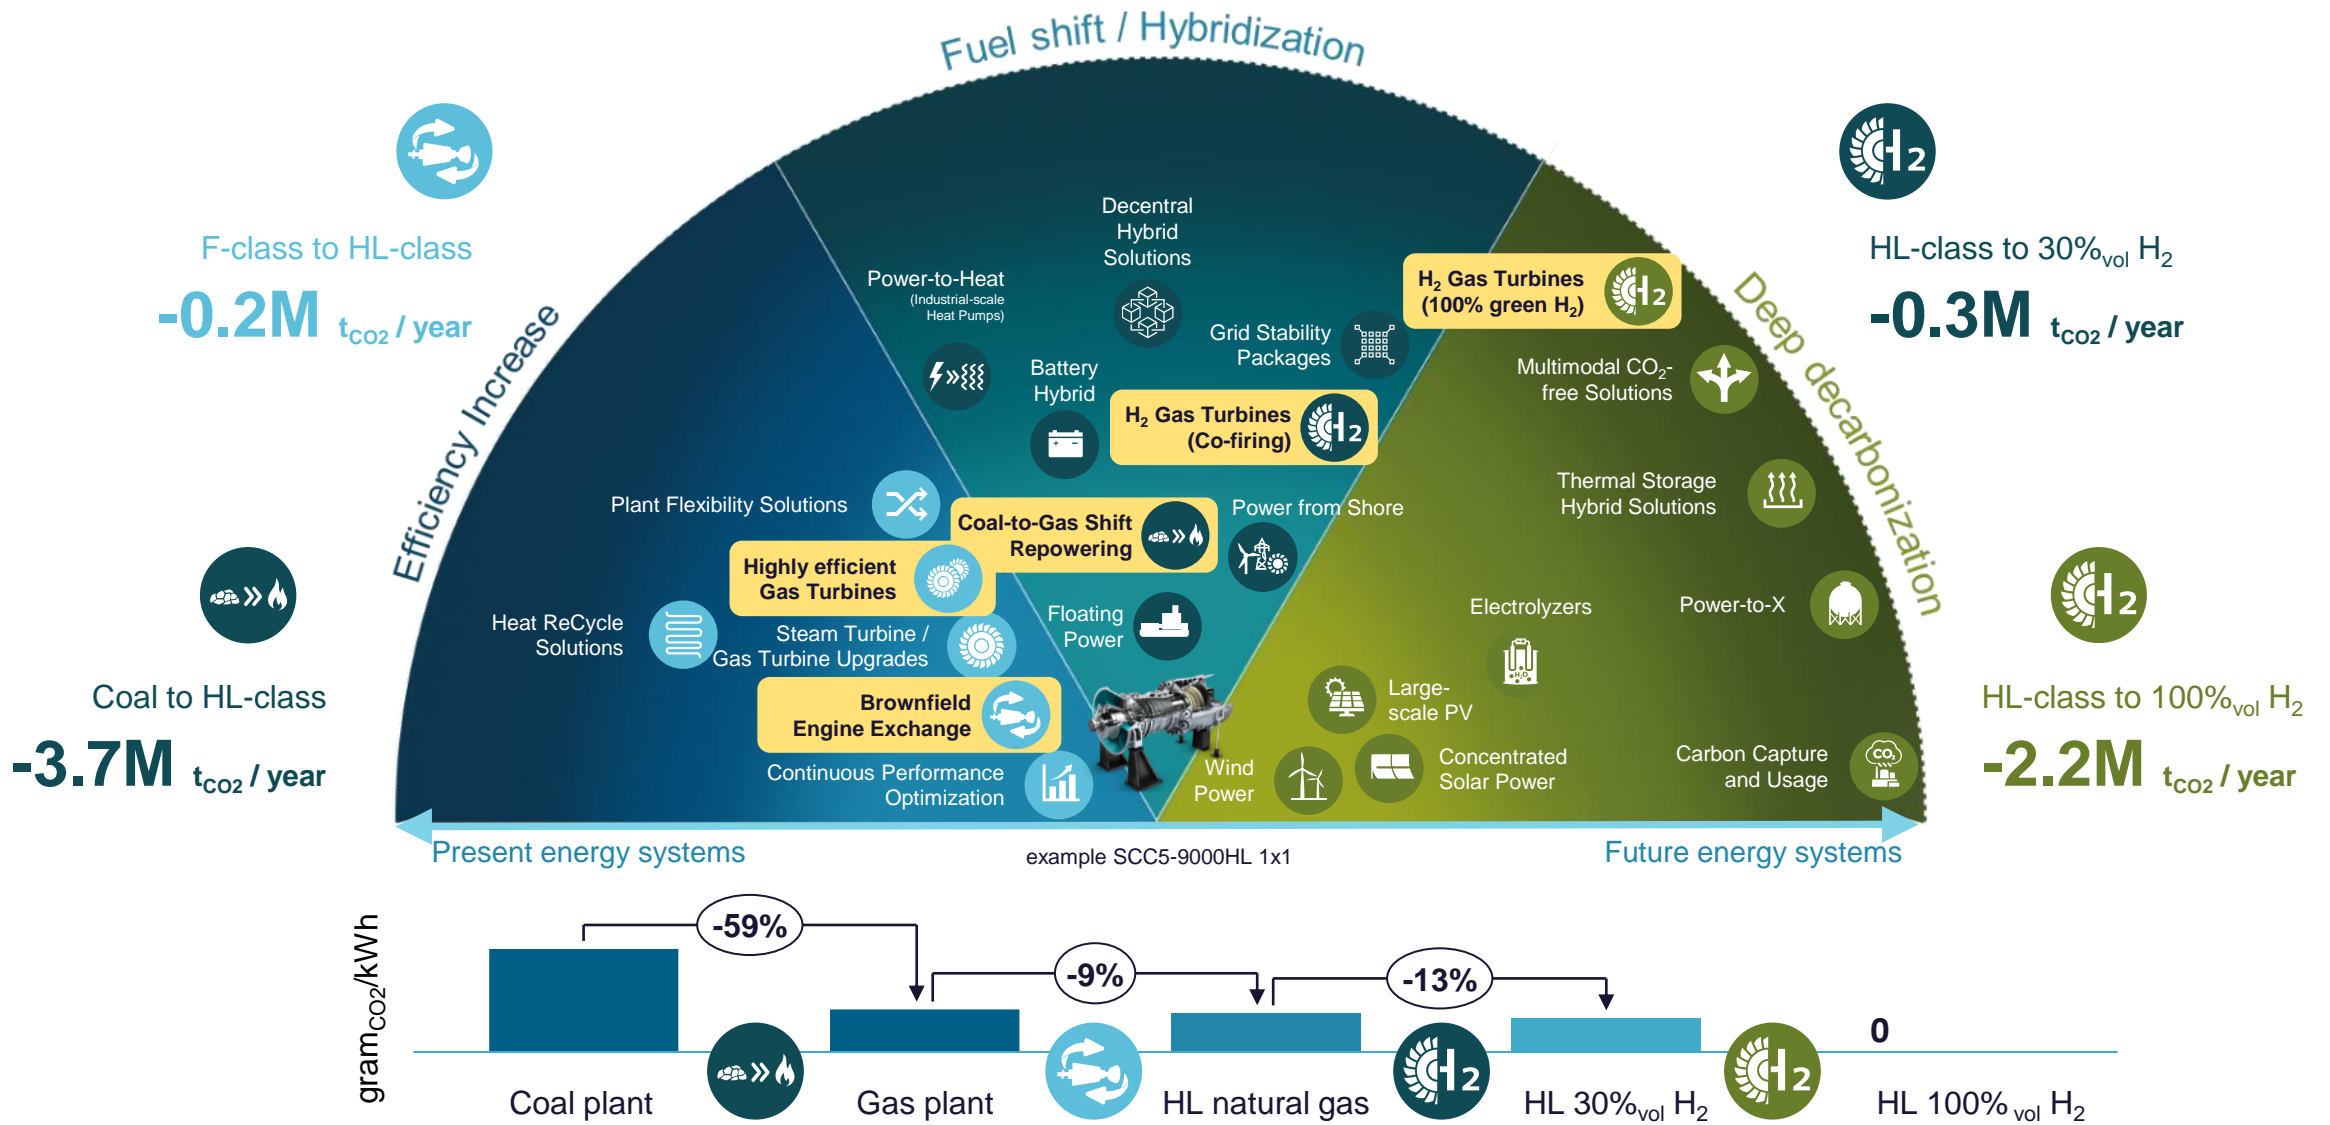 Fuel shift / Hybridization
Efficiency Increase
Deep decarbonization
F-class to HL-class
-0.2M tCO2 / year
Coal to HL-class
-3.7M tCO2 / year
H2
HL-class to 30%vol H2
-0.3M tCO2 / year
H2
HL-class to 100%vol H2
-2.2M tCO2 / year
Decentral
Hybrid
Solutions
Power-to-Heat
(Industrial-scale
Heat Pumps)
Grid Stability
Packages
Battery
Hybrid
H2 Gas Turbines
(Co-firing)
H2
Coal-to-Gas Shift
Repowering
Power from Shore
Floating
Power
Plant Flexibility Solutions
Highly efficient
Gas Turbines
Heat ReCycle
Solutions
Steam Turbine /
Gas Turbine Upgrades
Brownfield
Engine Exchange
Continuous Performance
Optimization
H2 Gas Turbines
(100% green H2)
H2
Multimodal CO2-
free Solutions
Thermal Storage
Hybrid Solutions
Electrolyzers
H2O
Power-to-X
Large-
scale PV
Wind
Power
Concentrated
Solar Power
Carbon Capture
and Usage
CO2
Present energy systems
example SCC5-9000HL 1x1
Future energy systems
gramCO2/kWh
-59%
-9%
-13%
0
H2
H2
Coal plant
Gas plant
HL natural gas
HL 30%vol H2
HL 100% vol H2